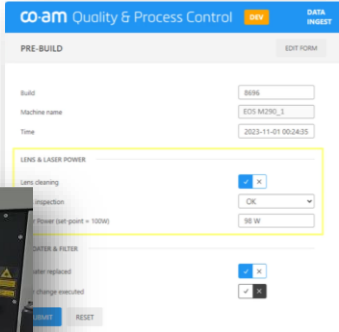 co-am Quality & Process Control DEV DATA INGEST
PRE-BUILD EDIT FORM
Build 8696
Machine name EOS M290_1
Time 2023-11-01 00:24:35
LENS & LASER POWER
Lens cleaning
inspection OK
Power (set-point = 100W) 98 W
& FILTER
replaced
change executed
SUBMIT RESET